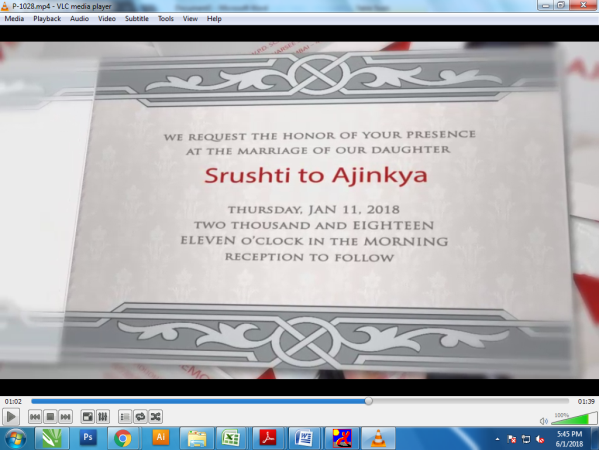 P-1028.mp4 - VLC media player
Media Playback Audio Video Subtitle Tools View Help
WE REQUEST THE HONOR OF YOUR PRESENCE
AT THE MARRIAGE OF OUR DAUGHTER
Srushti to Ajinkya
THURSDAY, JAN 11, 2018
TWO THOUSAND AND EIGHTEEN
ELEVEN O'CLOCK IN THE MORNING
RECEPTION TO FOLLOW
01:02
01:39
100%
Ps
Ai
5:45 PM
6/1/2018